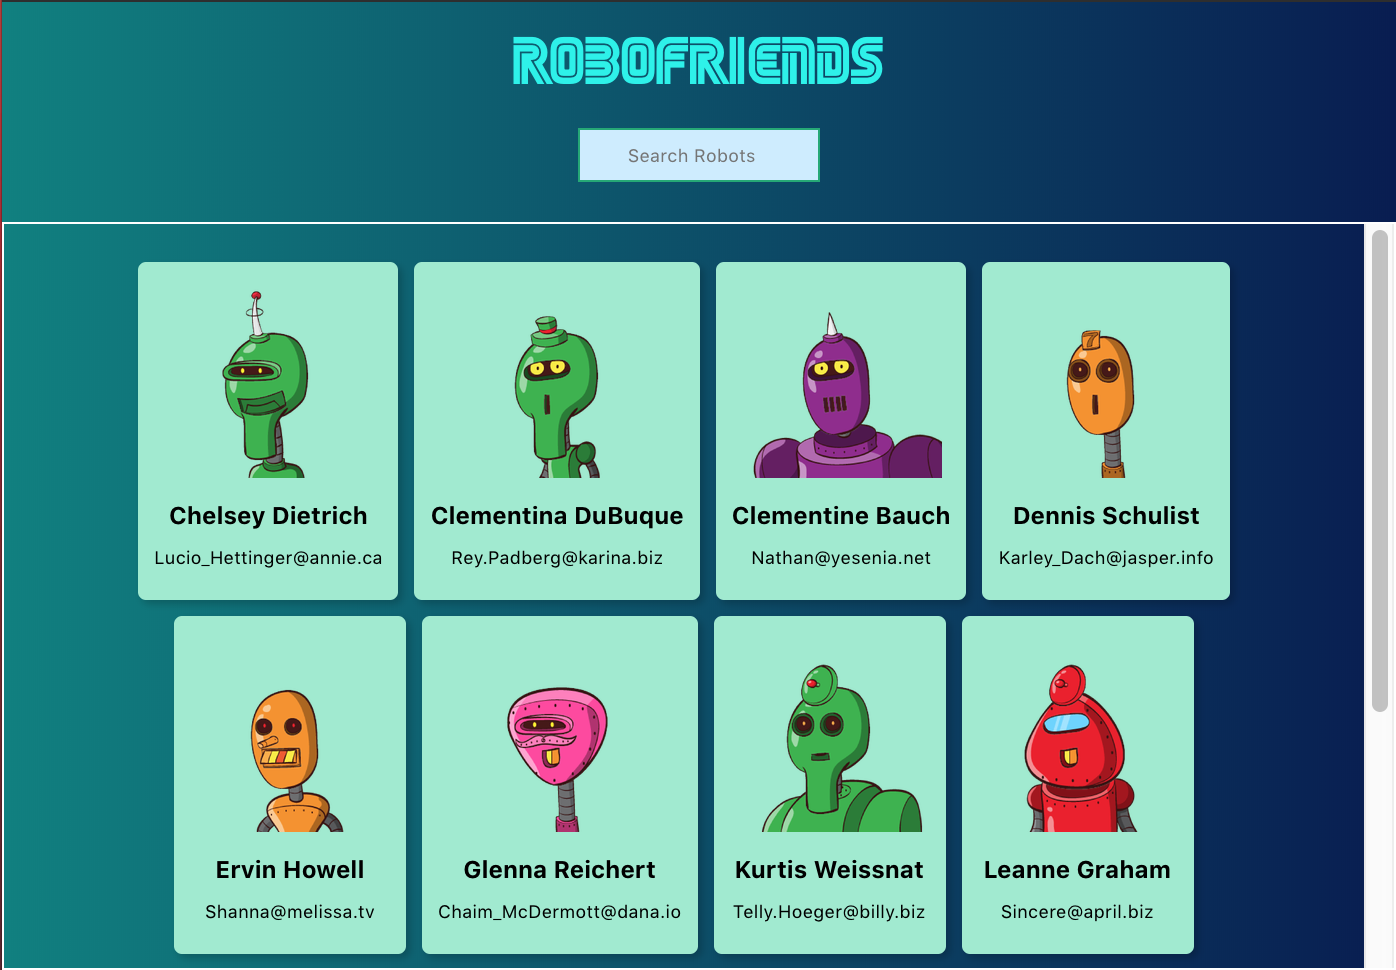 ROBOFRIENDS
Search Robots
7
Chelsey Dietrich
Lucio_Hettinger@annie.ca
Clementina DuBuque
Rey.Padberg@karina.biz
Clementine Bauch
Nathan@yesenia.net
Dennis Schulist
Karley_Dach@jasper.info
Ervin Howell
Shanna@melissa.tv
Glenna Reichert
Chaim_McDermott@dana.io
Kurtis Weissnat
Telly.Hoeger@billy.biz
Leanne Graham
Sincere@april.biz